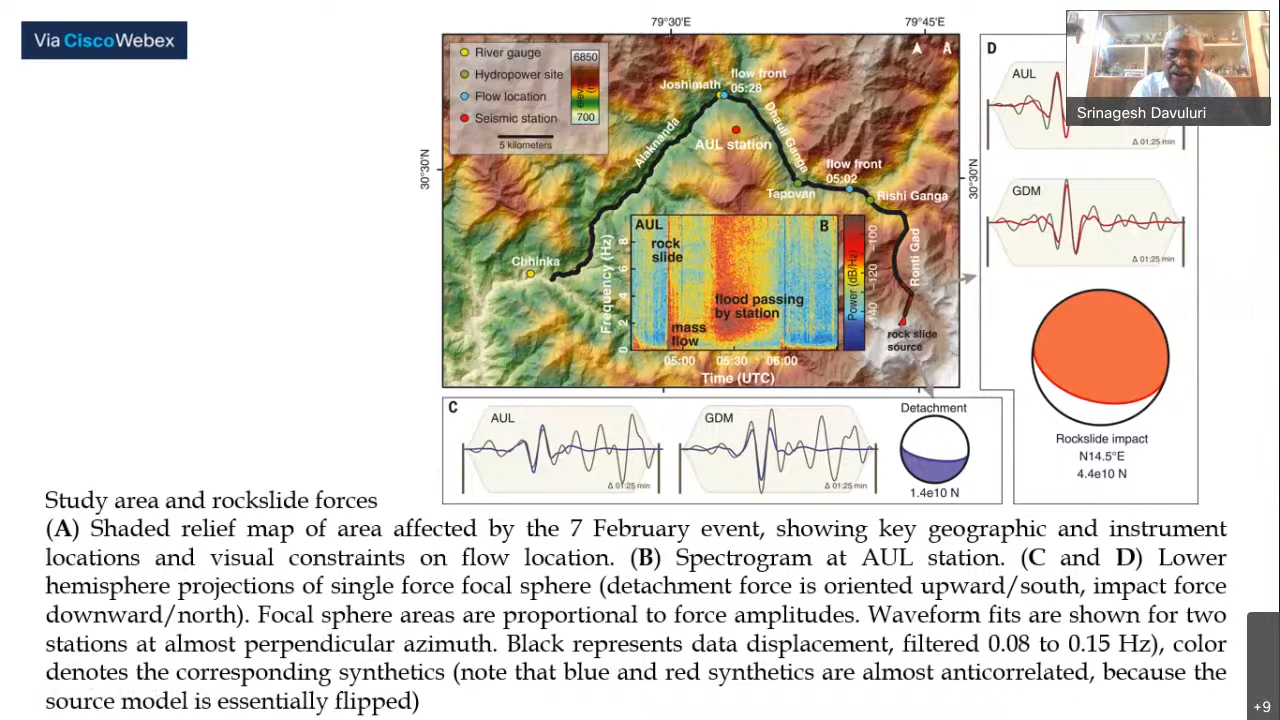 Via Cisco Webex
79°30'E
79°45'E
River gauge
Hydropower site
Flow location
Seismic station
5 kilometers
6850
700
Joshimath
flow front
05:28
A
Alaknanda
Dhauli Ganga
AUL station
flow front
05:02
Tapovan
Rishi Ganga
Ronti Gad
Chhinka
30°30'N
30°30'N
AUL
B
rock
slide
flood passing
by station
mass
flow
Frequency (Hz)
8
6
4
2
0
05:00
05:30
06:00
Time (UTC)
Power (dB/Hz)
−100
−120
−140
rock slide
source
D
AUL
Δ 01:25 min
GDM
Δ 01:25 min
Srinagesh Davuluri
Rockslide impact
N14.5°E
4.4e10 N
C
AUL
Δ 01:25 min
GDM
Δ 01:25 min
Detachment
1.4e10 N
Study area and rockslide forces
(A) Shaded relief map of area affected by the 7 February event, showing key geographic and instrument
locations and visual constraints on flow location. (B) Spectrogram at AUL station. (C and D) Lower
hemisphere projections of single force focal sphere (detachment force is oriented upward/south, impact force
downward/north). Focal sphere areas are proportional to force amplitudes. Waveform fits are shown for two
stations at almost perpendicular azimuth. Black represents data displacement, filtered 0.08 to 0.15 Hz), color
denotes the corresponding synthetics (note that blue and red synthetics are almost anticorrelated, because the
source model is essentially flipped)
+9